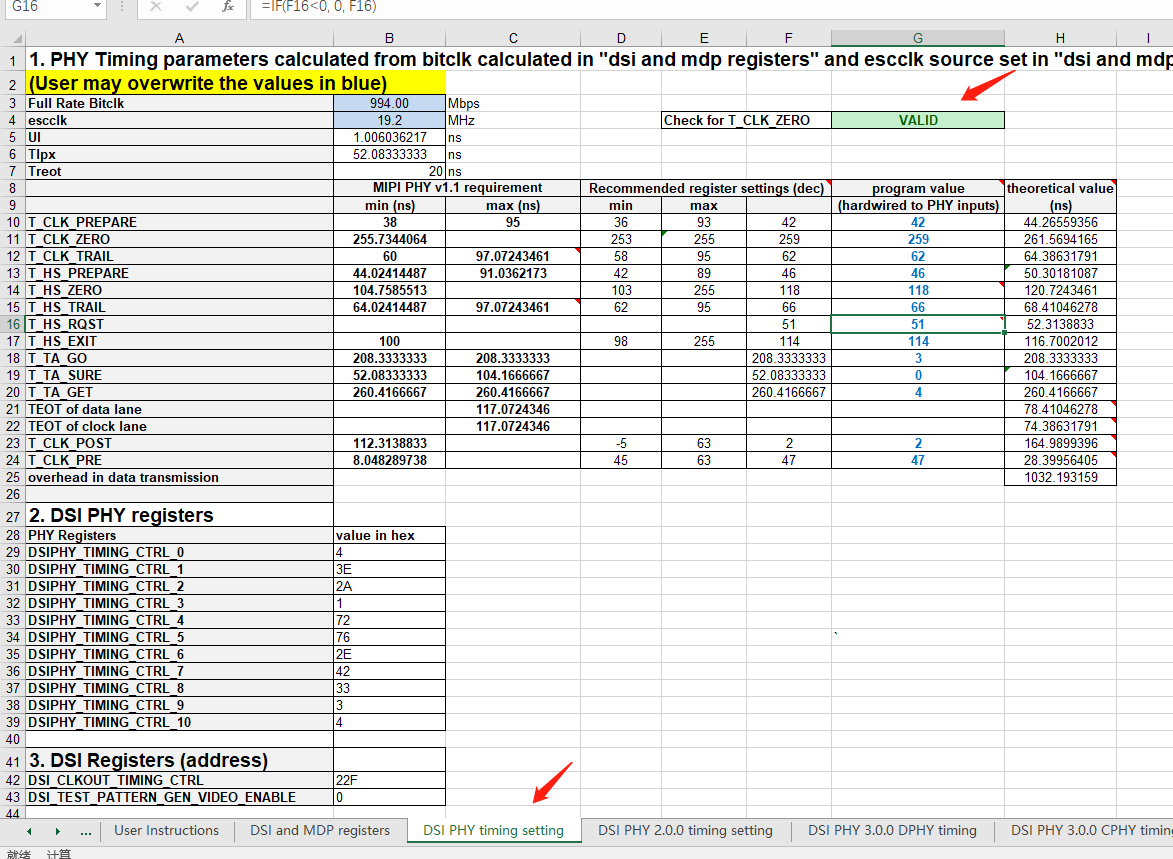 G16 =IF(F16<0, 0, F16)
A B C D E F G H I
1 1. PHY Timing parameters calculated from bitclk calculated in "dsi and mdp registers" and escclk source set in "dsi and mdp
2 (User may overwrite the values in blue)
3 Full Rate Bitclk 994.00 Mbps
4 escclk 19.2 MHz Check for T_CLK_ZERO VALID
5 UI 1.006036217 ns
6 Tlpx 52.08333333 ns
7 Treot 20 ns
8 MIPI PHY v1.1 requirement Recommended register settings (dec) program value theoretical value
9 min (ns) max (ns) min max (hardwired to PHY inputs) (ns)
10 T_CLK_PREPARE 38 95 36 93 42 42 44.26559356
11 T_CLK_ZERO 255.7344064 253 255 259 259 261.5694165
12 T_CLK_TRAIL 60 97.07243461 58 95 62 62 64.38631791
13 T_HS_PREPARE 44.02414487 91.0362173 42 89 46 46 50.30181087
14 T_HS_ZERO 104.7585513 103 255 118 118 120.7243461
15 T_HS_TRAIL 64.02414487 97.07243461 62 95 66 66 68.41046278
16 T_HS_RQST 51 51 52.3138833
17 T_HS_EXIT 100 98 255 114 114 116.7002012
18 T_TA_GO 208.3333333 208.3333333 208.3333333 3 208.3333333
19 T_TA_SURE 52.08333333 104.1666667 52.08333333 0 104.1666667
20 T_TA_GET 260.4166667 260.4166667 260.4166667 4 260.4166667
21 TEOT of data lane 117.0724346 78.41046278
22 TEOT of clock lane 117.0724346 74.38631791
23 T_CLK_POST 112.3138833 -5 63 2 2 164.9899396
24 T_CLK_PRE 8.048289738 45 63 47 47 28.39956405
25 overhead in data transmission 1032.193159
26
27 2. DSI PHY registers
28 PHY Registers value in hex
29 DSIPHY_TIMING_CTRL_0 4
30 DSIPHY_TIMING_CTRL_1 3E
31 DSIPHY_TIMING_CTRL_2 2A
32 DSIPHY_TIMING_CTRL_3 1
33 DSIPHY_TIMING_CTRL_4 72
34 DSIPHY_TIMING_CTRL_5 76 `
35 DSIPHY_TIMING_CTRL_6 2E
36 DSIPHY_TIMING_CTRL_7 42
37 DSIPHY_TIMING_CTRL_8 33
38 DSIPHY_TIMING_CTRL_9 3
39 DSIPHY_TIMING_CTRL_10 4
40
41 3. DSI Registers (address)
42 DSI_CLKOUT_TIMING_CTRL 22F
43 DSI_TEST_PATTERN_GEN_VIDEO_ENABLE 0
44
... User Instructions DSI and MDP registers DSI PHY timing setting DSI PHY 2.0.0 timing setting DSI PHY 3.0.0 DPHY timing DSI PHY 3.0.0 CPHY timing
就绪 计算